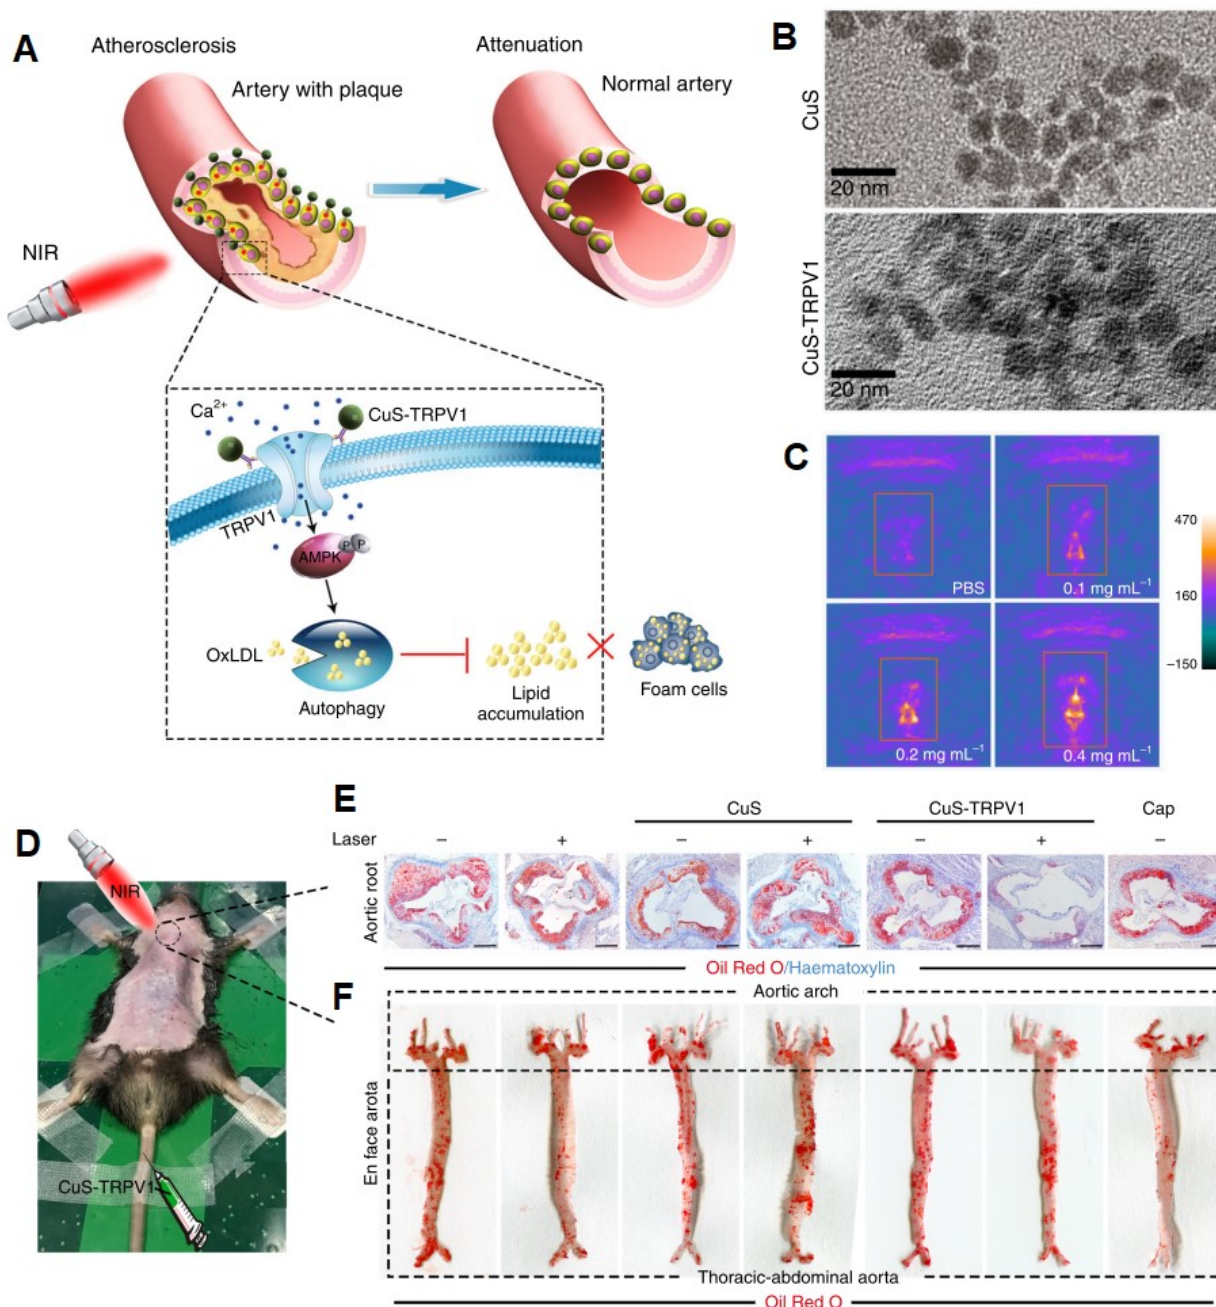 A
Atherosclerosis
Attenuation
Artery with plaque
Normal artery
NIR
Ca²⁺
CuS-TRPV1
TRPV1
AMPK
P
P
OxLDL
Autophagy
Lipid
accumulation
Foam cells
B
CuS
20 nm
CuS-TRPV1
20 nm
C
PBS
0.1 mg mL⁻¹
0.2 mg mL⁻¹
0.4 mg mL⁻¹
470
160
−150
D
NIR
CuS-TRPV1
E
CuS
CuS-TRPV1
Cap
Laser − + − + − + −
Aortic root
Oil Red O/Haematoxylin
F
Aortic arch
En face arota
Thoracic-abdominal aorta
Oil Red O